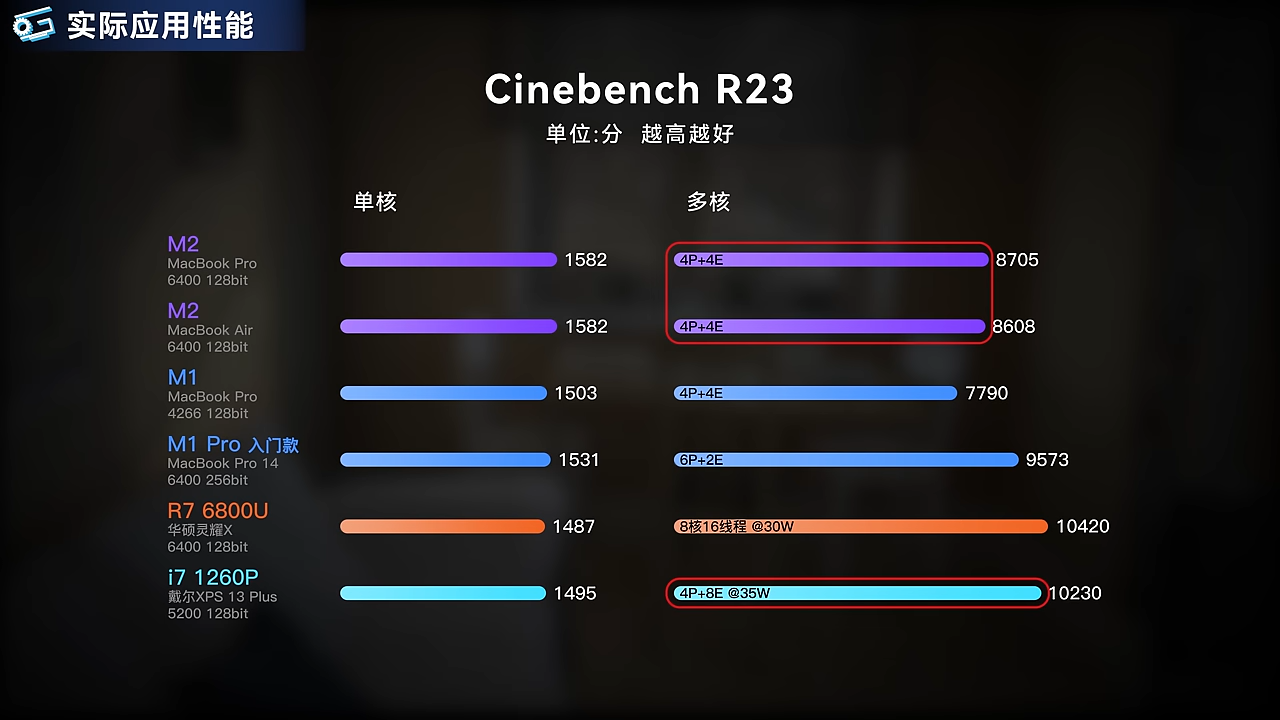 实际应用性能
Cinebench R23
单位:分 越高越好
单核 多核
M2
MacBook Pro
6400 128bit
1582
4P+4E
8705
M2
MacBook Air
6400 128bit
1582
4P+4E
8608
M1
MacBook Pro
4266 128bit
1503
4P+4E
7790
M1 Pro 入门款
MacBook Pro 14
6400 256bit
1531
6P+2E
9573
R7 6800U
华硕灵耀X
6400 128bit
1487
8核16线程 @30W
10420
i7 1260P
戴尔XPS 13 Plus
5200 128bit
1495
4P+8E @35W
10230